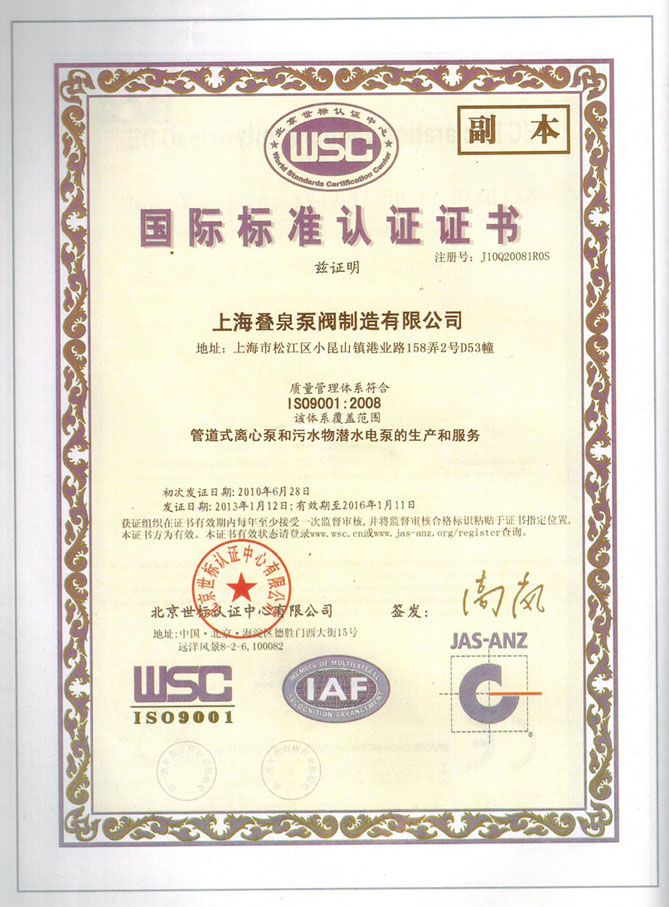 北京世标认证中心
WSC
World Standards Certification Center
副 本
国际标准认证证书
注册号：J10Q20081R0S
兹证明
上海叠泉泵阀制造有限公司
地址：上海市松江区小昆山镇港业路158弄2号D53幢
质量管理体系符合
ISO9001:2008
该体系覆盖范围
管道式离心泵和污水物潜水电泵的生产和服务
初次发证日期:2010年6月28日
发证日期:2013年1月12日;有效期至2016年1月11日
获证组织在证书有效期内每年至少接受一次监督审核,并将监督审核合格标识粘贴于证书指定位置,
本证书方为有效。本证书有效状态请登录www.wsc.cn或www.jas-anz.org/register查询。
北京世标认证中心有限公司
北京世标认证中心有限公司
签发：
地址:中国·北京·海淀区德胜门西大街15号
远洋风景8-2-6,100082
JAS-ANZ
WSC
ISO9001
MEMBER OF MULTILATERAL
IAF
RECOGNITION ARRANGEMENT